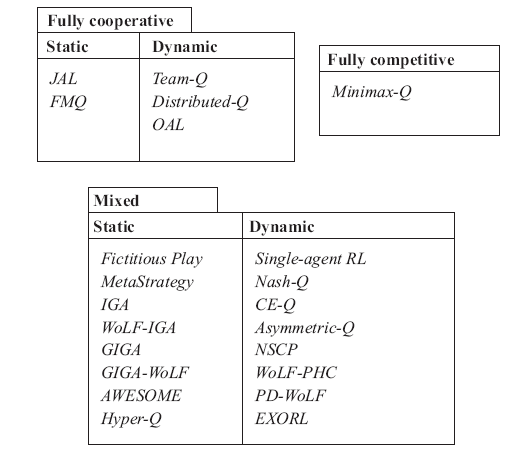 Fully cooperative
Static Dynamic
JAL Team-Q
FMQ Distributed-Q
OAL
Fully competitive
Minimax-Q
Mixed
Static Dynamic
Fictitious Play Single-agent RL
MetaStrategy Nash-Q
IGA CE-Q
WoLF-IGA Asymmetric-Q
GIGA NSCP
GIGA-WoLF WoLF-PHC
AWESOME PD-WoLF
Hyper-Q EXORL